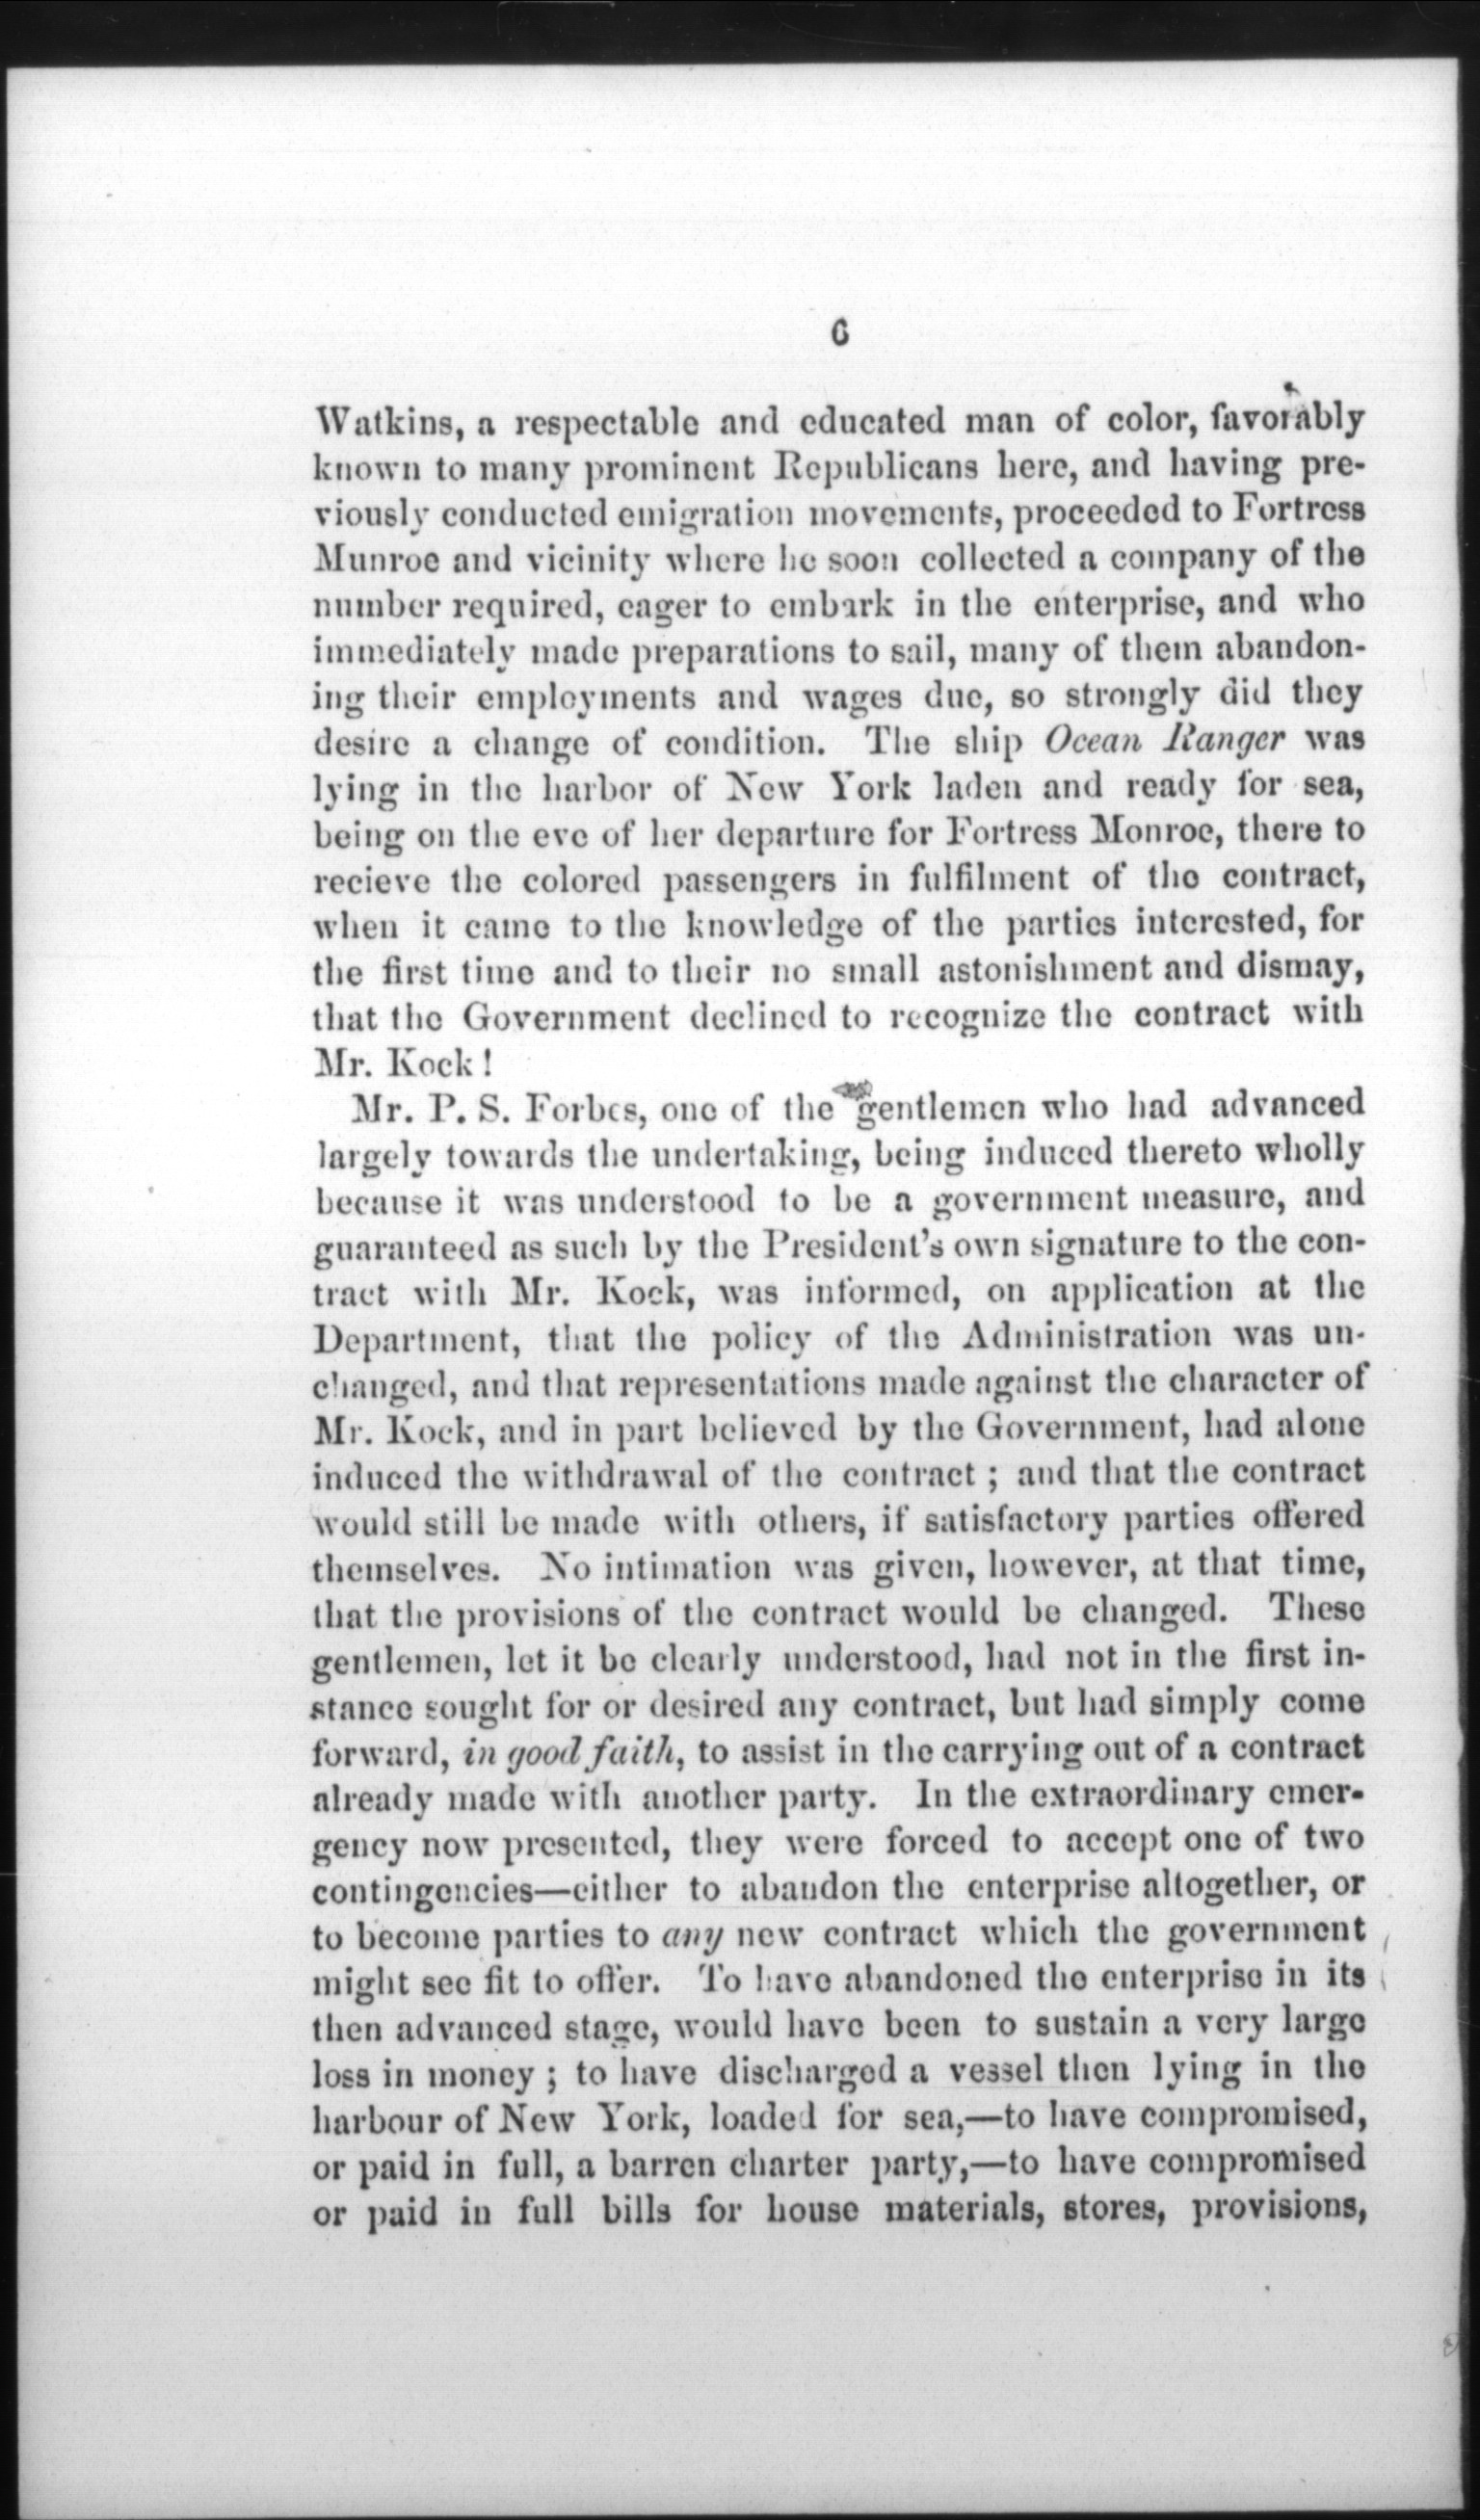 6
Watkins, a respectable and educated man of color, favorably
known to many prominent Republicans here, and having pre-
viously conducted emigration movements, proceeded to Fortress
Munroe and vicinity where he soon collected a company of the
number required, eager to embark in the enterprise, and who
immediately made preparations to sail, many of them abandon-
ing their employments and wages due, so strongly did they
desire a change of condition. The ship Ocean Ranger was
lying in the harbor of New York laden and ready for sea,
being on the eve of her departure for Fortress Monroe, there to
recieve the colored passengers in fulfilment of the contract,
when it came to the knowledge of the parties interested, for
the first time and to their no small astonishment and dismay,
that the Government declined to recognize the contract with
Mr. Kock !
Mr. P. S. Forbes, one of the gentlemen who had advanced
largely towards the undertaking, being induced thereto wholly
because it was understood to be a government measure, and
guaranteed as such by the President's own signature to the con-
tract with Mr. Kock, was informed, on application at the
Department, that the policy of the Administration was un-
changed, and that representations made against the character of
Mr. Kock, and in part believed by the Government, had alone
induced the withdrawal of the contract ; and that the contract
would still be made with others, if satisfactory parties offered
themselves. No intimation was given, however, at that time,
that the provisions of the contract would be changed. These
gentlemen, let it be clearly understood, had not in the first in-
stance sought for or desired any contract, but had simply come
forward, in good faith, to assist in the carrying out of a contract
already made with another party. In the extraordinary emer-
gency now presented, they were forced to accept one of two
contingencies—either to abandon the enterprise altogether, or
to become parties to any new contract which the government
might see fit to offer. To have abandoned the enterprise in its
then advanced stage, would have been to sustain a very large
loss in money ; to have discharged a vessel then lying in the
harbour of New York, loaded for sea,—to have compromised,
or paid in full, a barren charter party,—to have compromised
or paid in full bills for house materials, stores, provisions,